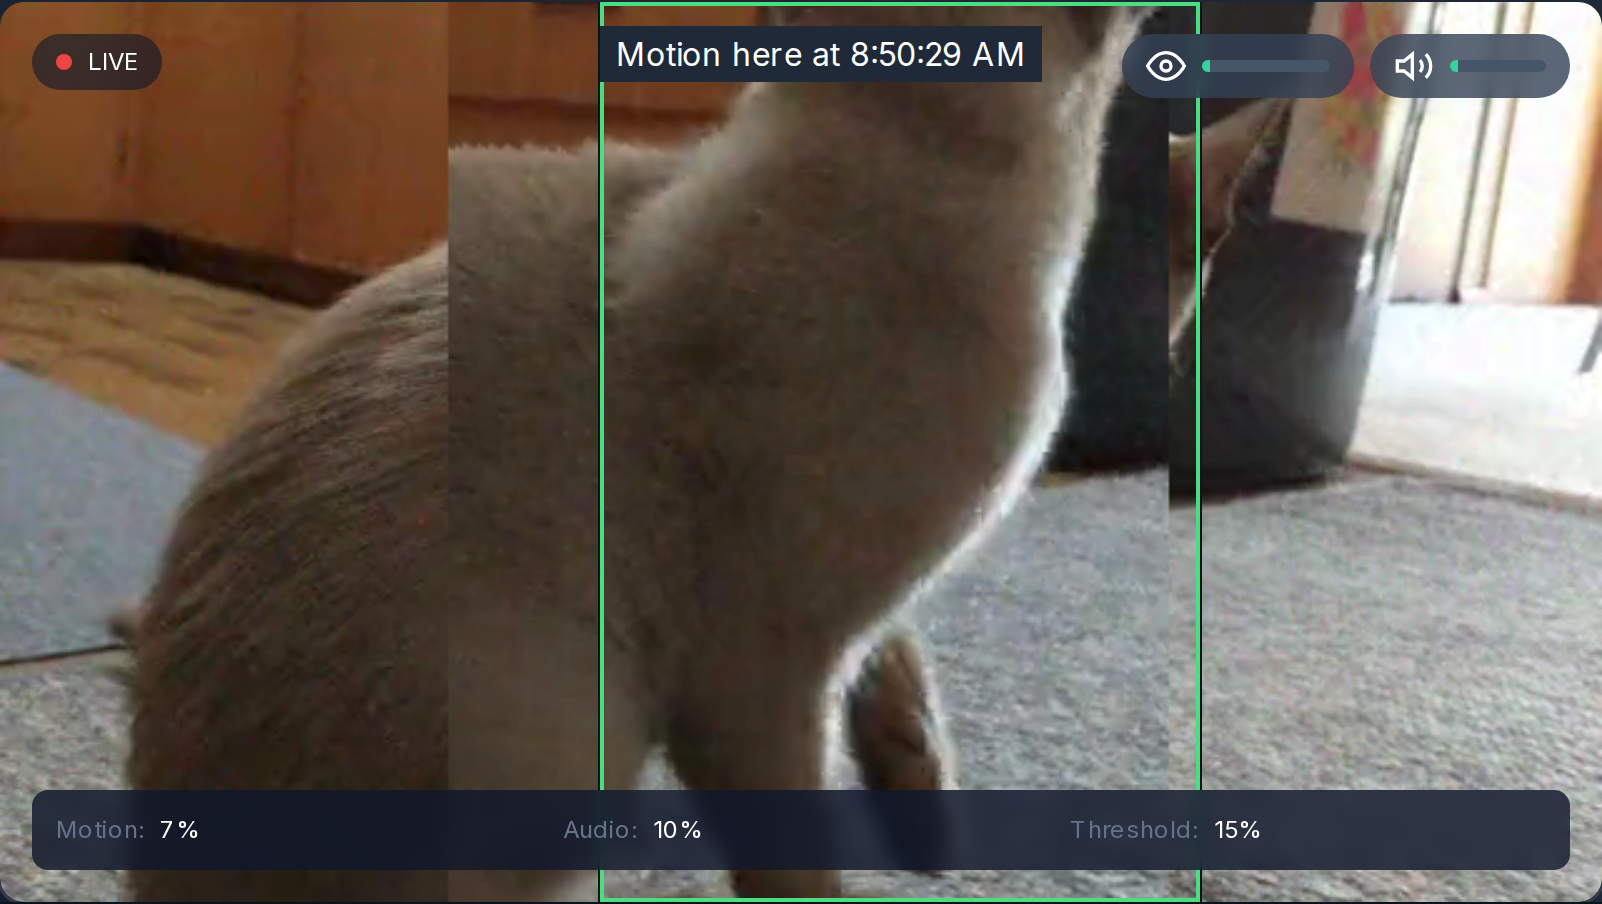 LIVE
Motion here at 8:50:29 AM
Motion: 7%
Audio: 10%
Threshold: 15%